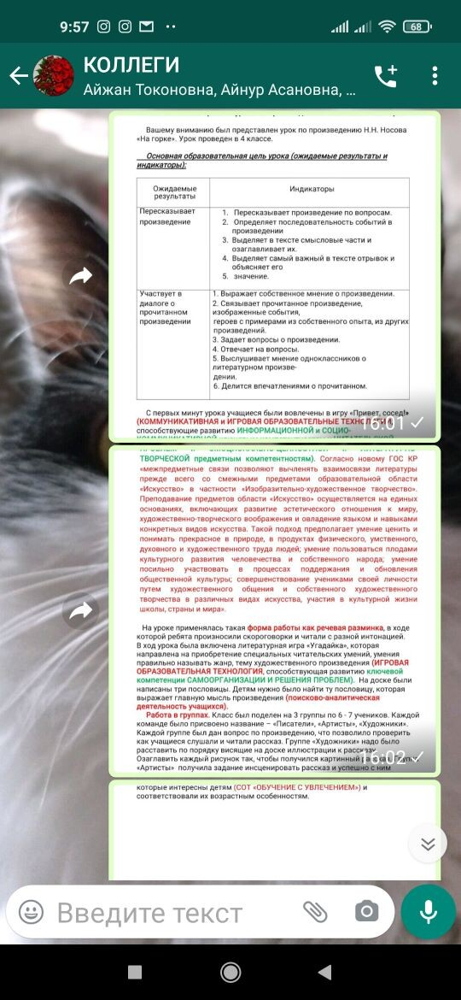 9:57
68
КОЛЛЕГИ
Айжан Токоновна, Айнур Асановна, ...
Вашему вниманию был представлен урок по произведению Н.Н. Носова
«На горке». Урок проведен в 4 классе.
Основная образовательная цель урока (ожидаемые результаты и
индикаторы):
Ожидаемые
результаты
Индикаторы
Пересказывает
произведение
1. Пересказывает произведение по вопросам.
2. Определяет последовательность событий в
произведении
3. Выделяет в тексте смысловые части и
озаглавливает их.
4. Выделяет самый важный в тексте отрывок и
объясняет его
5. значение.
Участвует в
диалоге о
прочитанном
произведении
1. Выражает собственное мнение о произведении.
2. Связывает прочитанное произведение,
изображенные события,
героев с примерами из собственного опыта, из других
произведений.
3. Задает вопросы о произведении.
4. Отвечает на вопросы.
5. Выслушивает мнение одноклассников о
литературном произве-
дении.
6. Делится впечатлениями о прочитанном.
С первых минут урока учащиеся были вовлечены в игру «Привет, сосед!»
(КОММУНИКАТИВНАЯ и ИГРОВАЯ ОБРАЗОВАТЕЛЬНЫЕ ТЕХНОЛОГИИ,
способствующие развитию ИНФОРМАЦИОННОЙ и СОЦИО-
16:01
ТВОРЧЕСКОЙ предметным компетентностям). Согласно новому ГОС КР
«межпредметные связи позволяют вычленять взаимосвязи литературы
прежде всего со смежными предметами образовательной области
«Искусство» в частности «Изобразительно-художественное творчество».
Преподавание предметов области «Искусство» осуществляется на единых
основаниях, включающих развитие эстетического отношения к миру,
художественно-творческого воображения и овладение языком и навыками
конкретных видов искусства. Такой подход предполагает умение ценить и
понимать прекрасное в природе, в продуктах физического, умственного,
духовного и художественного труда людей; умение пользоваться плодами
культурного развития человечества и собственного народа; умение
посильно участвовать в процессах поддержания и обновления
общественной культуры; совершенствование учениками своей личности
путем художественного общения и собственного художественного
творчества в различных видах искусства, участия в культурной жизни
школы, страны и мира».
На уроке применялась такая форма работы как речевая разминка, в ходе
которой ребята произносили скороговорки и читали с разной интонацией.
В ход урока была включена литературная игра «Угадайка», которая
направлена на приобретение специальных читательских умений, умения
правильно называть жанр, тему художественного произведения (ИГРОВАЯ
ОБРАЗОВАТЕЛЬНАЯ ТЕХНОЛОГИЯ, способствующая развитию ключевой
компетенции САМООРГАНИЗАЦИИ И РЕШЕНИЯ ПРОБЛЕМ). На доске были
написаны три пословицы. Детям нужно было найти ту пословицу, которая
выражает главную мысль произведения (поисково-аналитическая
деятельность учащихся).
Работа в группах. Класс был поделен на 3 группы по 6 - 7 учеников. Каждой
команде было присвоено название – «Писатели», «Артисты», «Художники».
Каждой группе был дан вопрос по произведению, что позволило проверить
как учащиеся слушали и читали рассказ. Группе «Художники» надо было
расставить по порядку висящие на доске иллюстрации к рассказу.
Озаглавить каждый рисунок так, чтобы получился картинный
«Артисты» получила задание инсценировать рассказ и успешно с ним
16:02
которые интересны детям (СОТ «ОБУЧЕНИЕ С УВЛЕЧЕНИЕМ») и
соответствовали их возрастным особенностям.
Введите текст